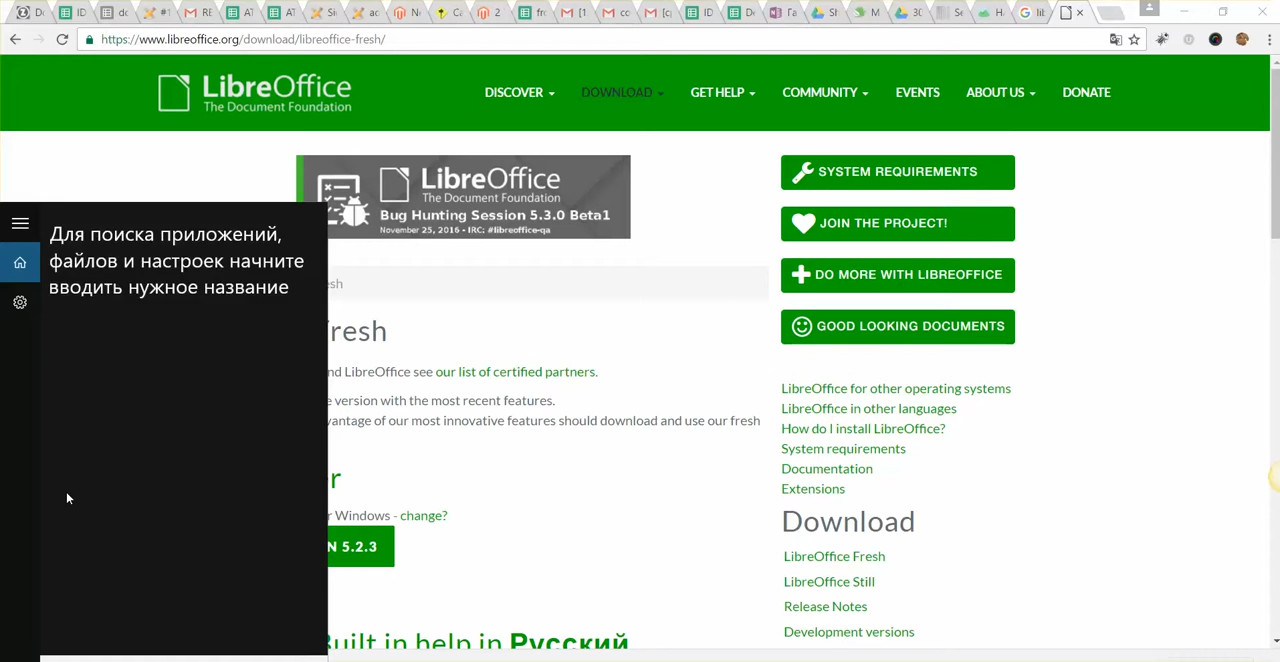 https://www.libreoffice.org/download/libreoffice-fresh/
LibreOffice
The Document Foundation
DISCOVER
DOWNLOAD
GET HELP
COMMUNITY
EVENTS
ABOUT US
DONATE
LibreOffice
The Document Foundation
Bug Hunting Session 5.3.0 Beta1
November 25, 2016 - IRC: #libreoffice-qa
SYSTEM REQUIREMENTS
JOIN THE PROJECT!
DO MORE WITH LIBREOFFICE
GOOD LOOKING DOCUMENTS
Для поиска приложений,
файлов и настроек начните
вводить нужное название
LibreOffice see our list of certified partners.
version with the most recent features.
of our most innovative features should download and use our fresh
Windows - change?
5.2.3
Built in help in Русский
LibreOffice for other operating systems
LibreOffice in other languages
How do I install LibreOffice?
System requirements
Documentation
Extensions
Download
LibreOffice Fresh
LibreOffice Still
Release Notes
Development versions